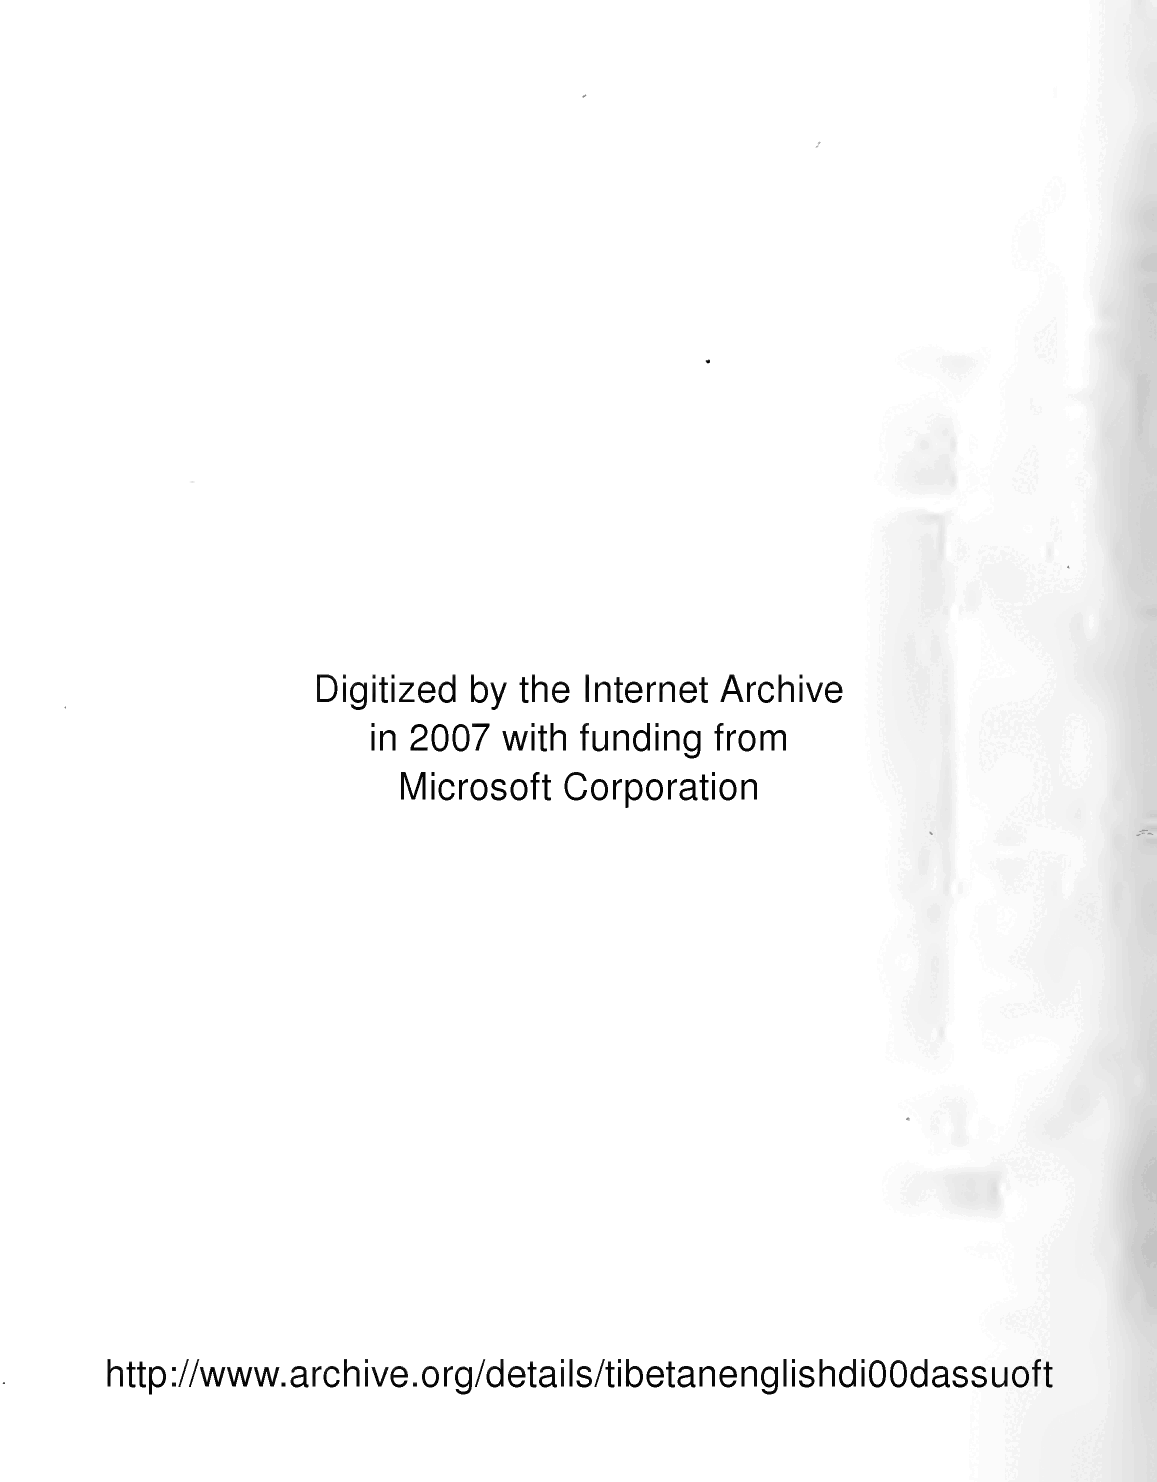 Digitized by the Internet Archive
in 2007 with funding from
Microsoft Corporation
http://www.archive.org/details/tibetanenglishdi00dassuoft